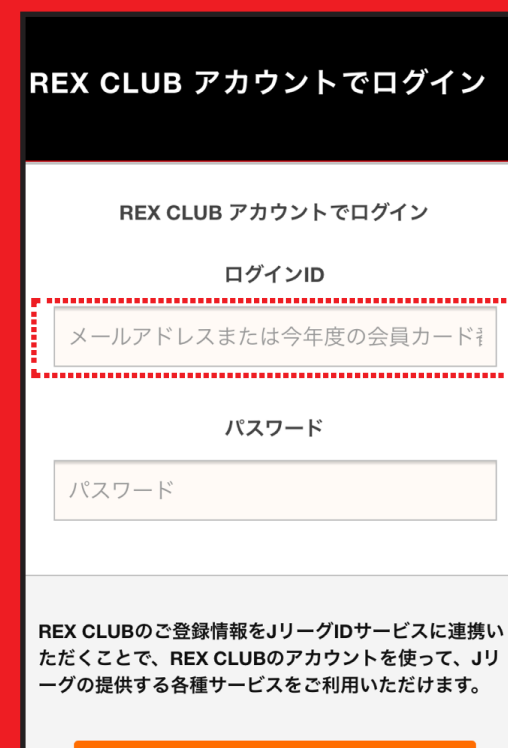 REX CLUB アカウントでログイン
REX CLUB アカウントでログイン
ログインID
メールアドレスまたは今年度の会員カード
パスワード
パスワード
REX CLUBのご登録情報をJリーグIDサービスに連携い
ただくことで、REX CLUBのアカウントを使って、Jリ
ーグの提供する各種サービスをご利用いただけます。